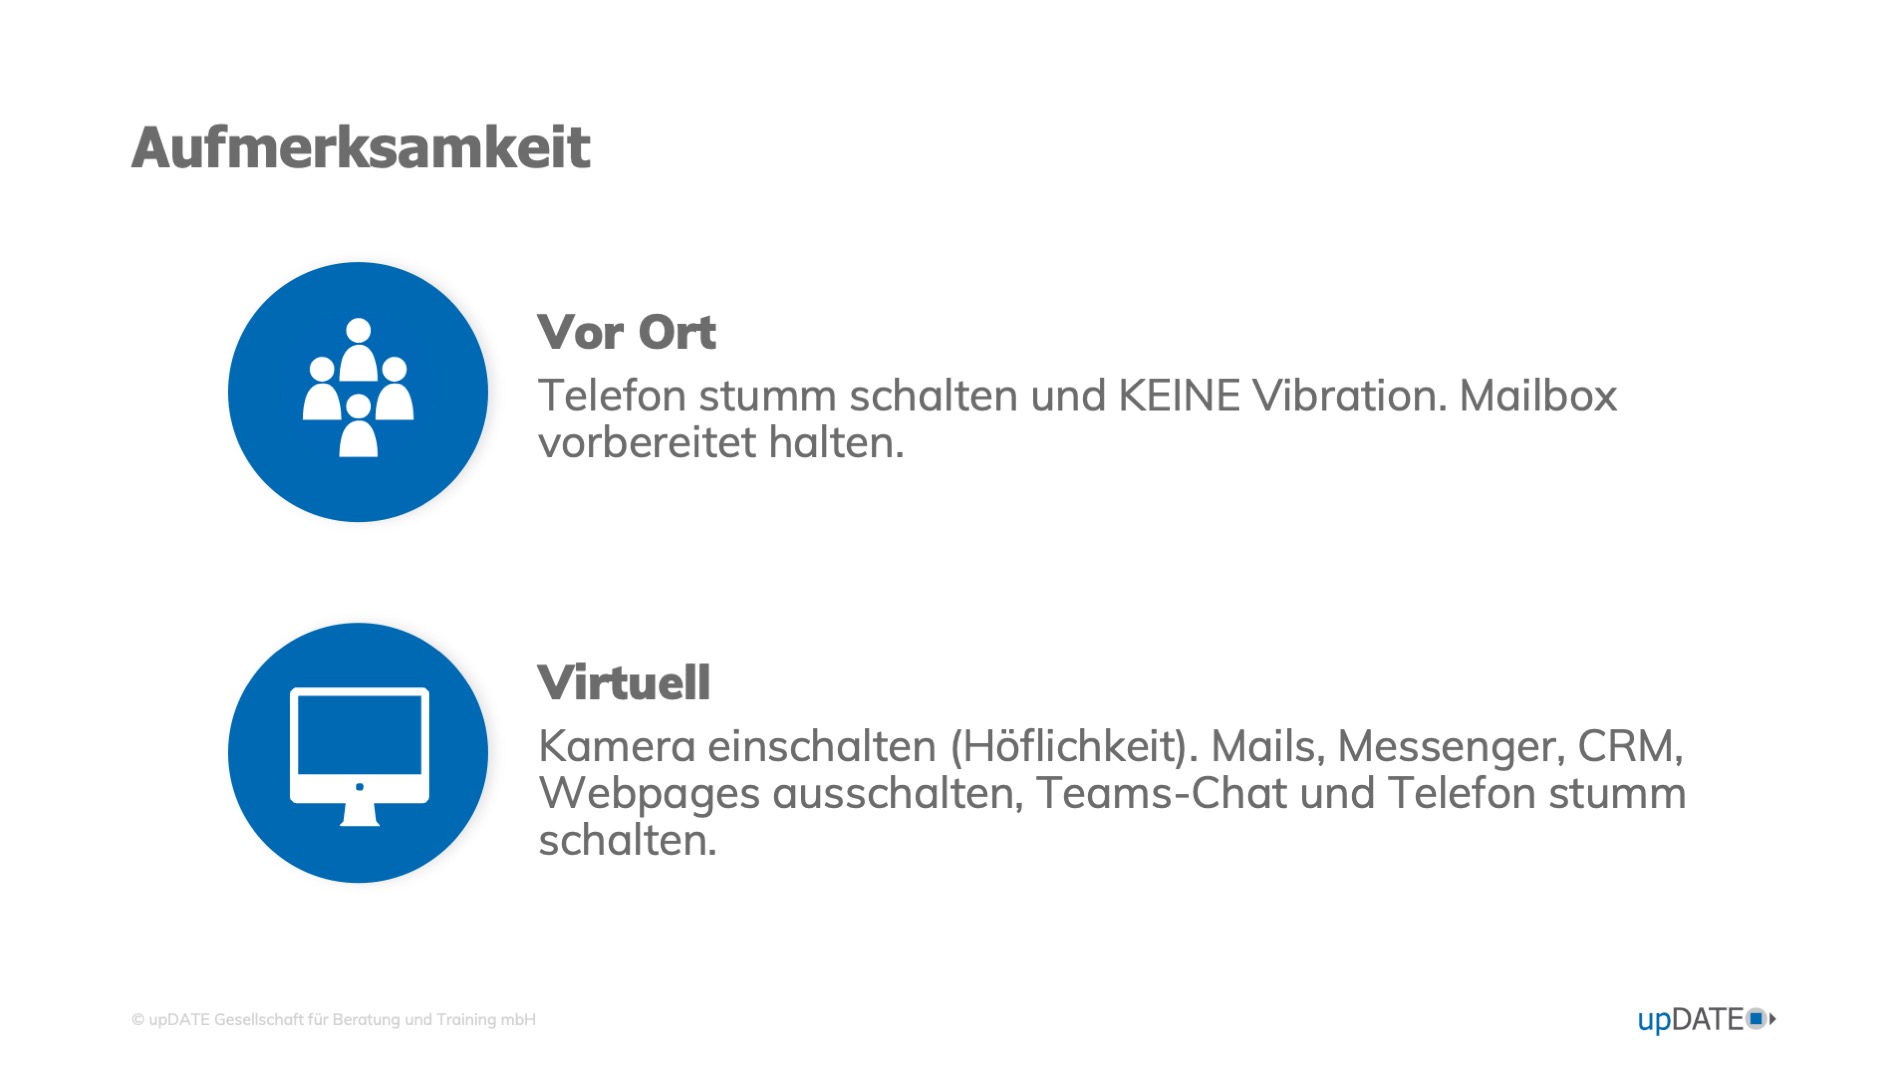 Aufmerksamkeit
Vor Ort
Telefon stumm schalten und KEINE Vibration. Mailbox
vorbereitet halten.
Virtuell
Kamera einschalten (Höflichkeit). Mails, Messenger, CRM,
Webpages ausschalten, Teams-Chat und Telefon stumm
schalten.
© upDATE Gesellschaft für Beratung und Training mbH
upDATE